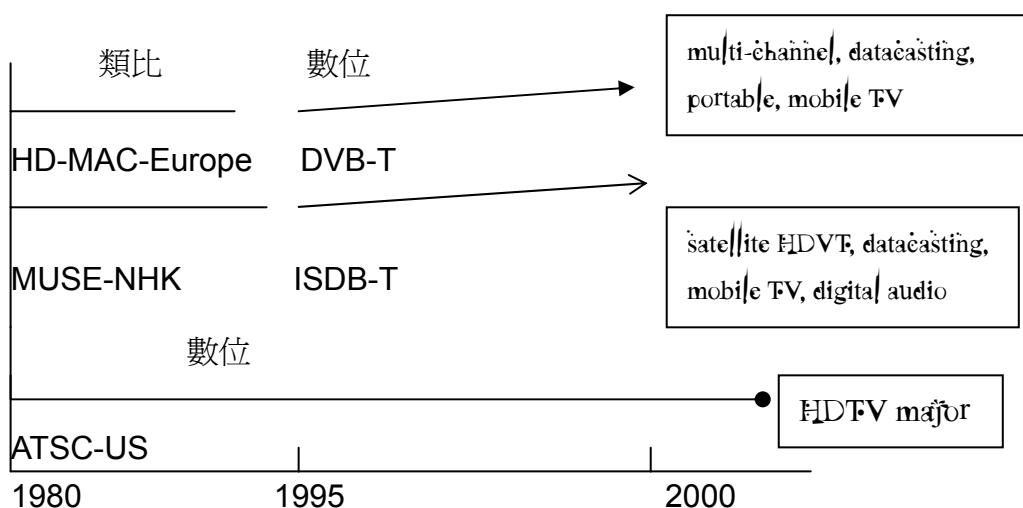 類比 數位
multi-channel, datacasting,
portable, mobile TV
HD-MAC-Europe DVB-T
satellite HDVT, datacasting,
mobile TV, digital audio
MUSE-NHK ISDB-T
數位
HDTV major
ATSC-US
1980 1995 2000